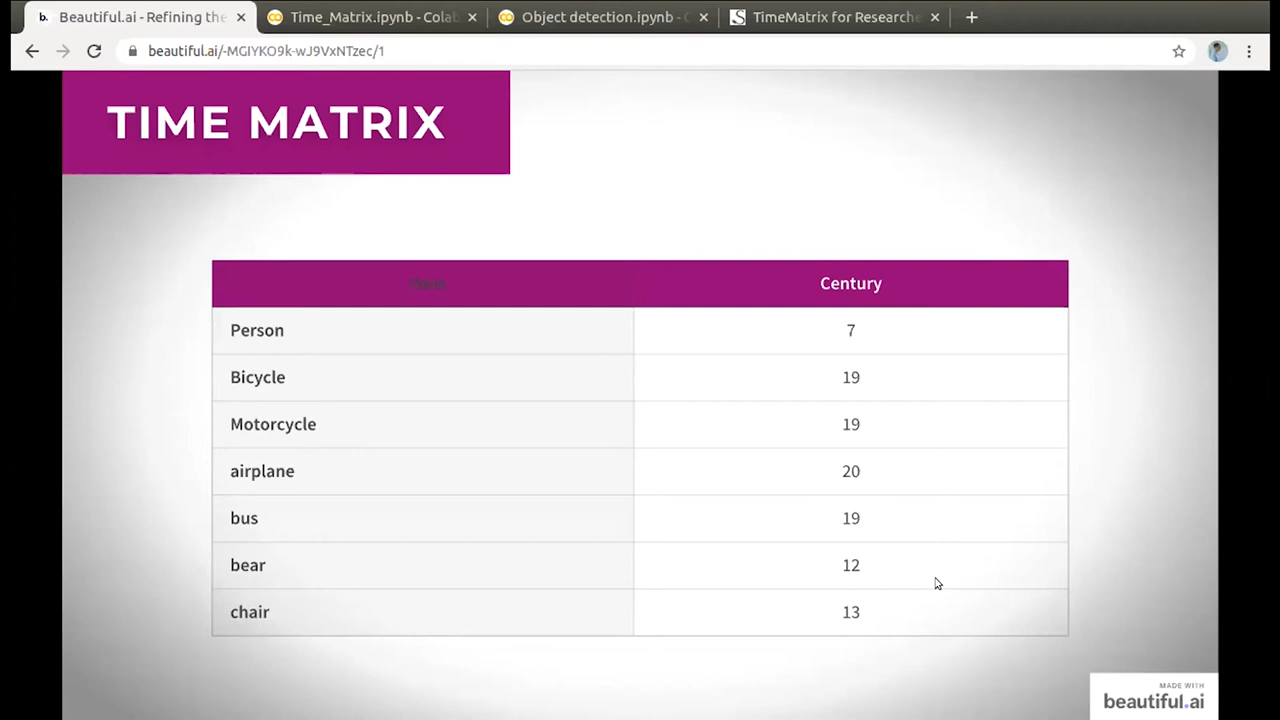 Beautiful.ai - Refining the
Time_Matrix.ipynb - Colab
Object detection.ipynb - C
TimeMatrix for Researche
beautiful.ai/-MGIYKO9k-wJ9VxNTzec/1
TIME MATRIX
Century
Person 7
Bicycle 19
Motorcycle 19
airplane 20
bus 19
bear 12
chair 13
MADE WITH
beautiful.ai